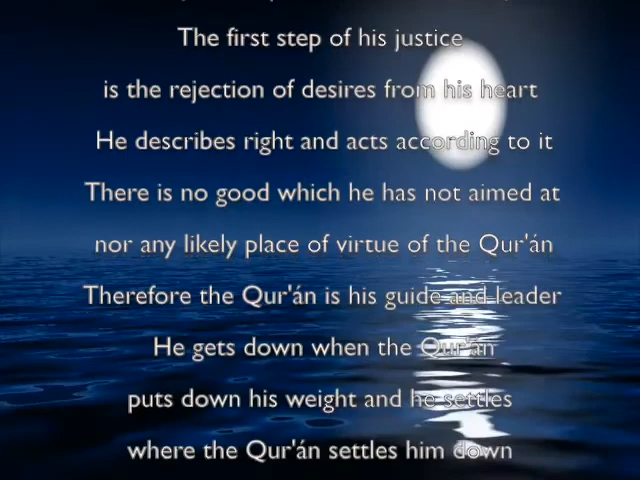 The first step of his justice
is the rejection of desires from his heart
He describes right and acts according to it
There is no good which he has not aimed at
nor any likely place of virtue of the Qur'án
Therefore the Qur'án is his guide and leader
He gets down when the Qur'án
puts down his weight and he settles
where the Qur'án settles him down